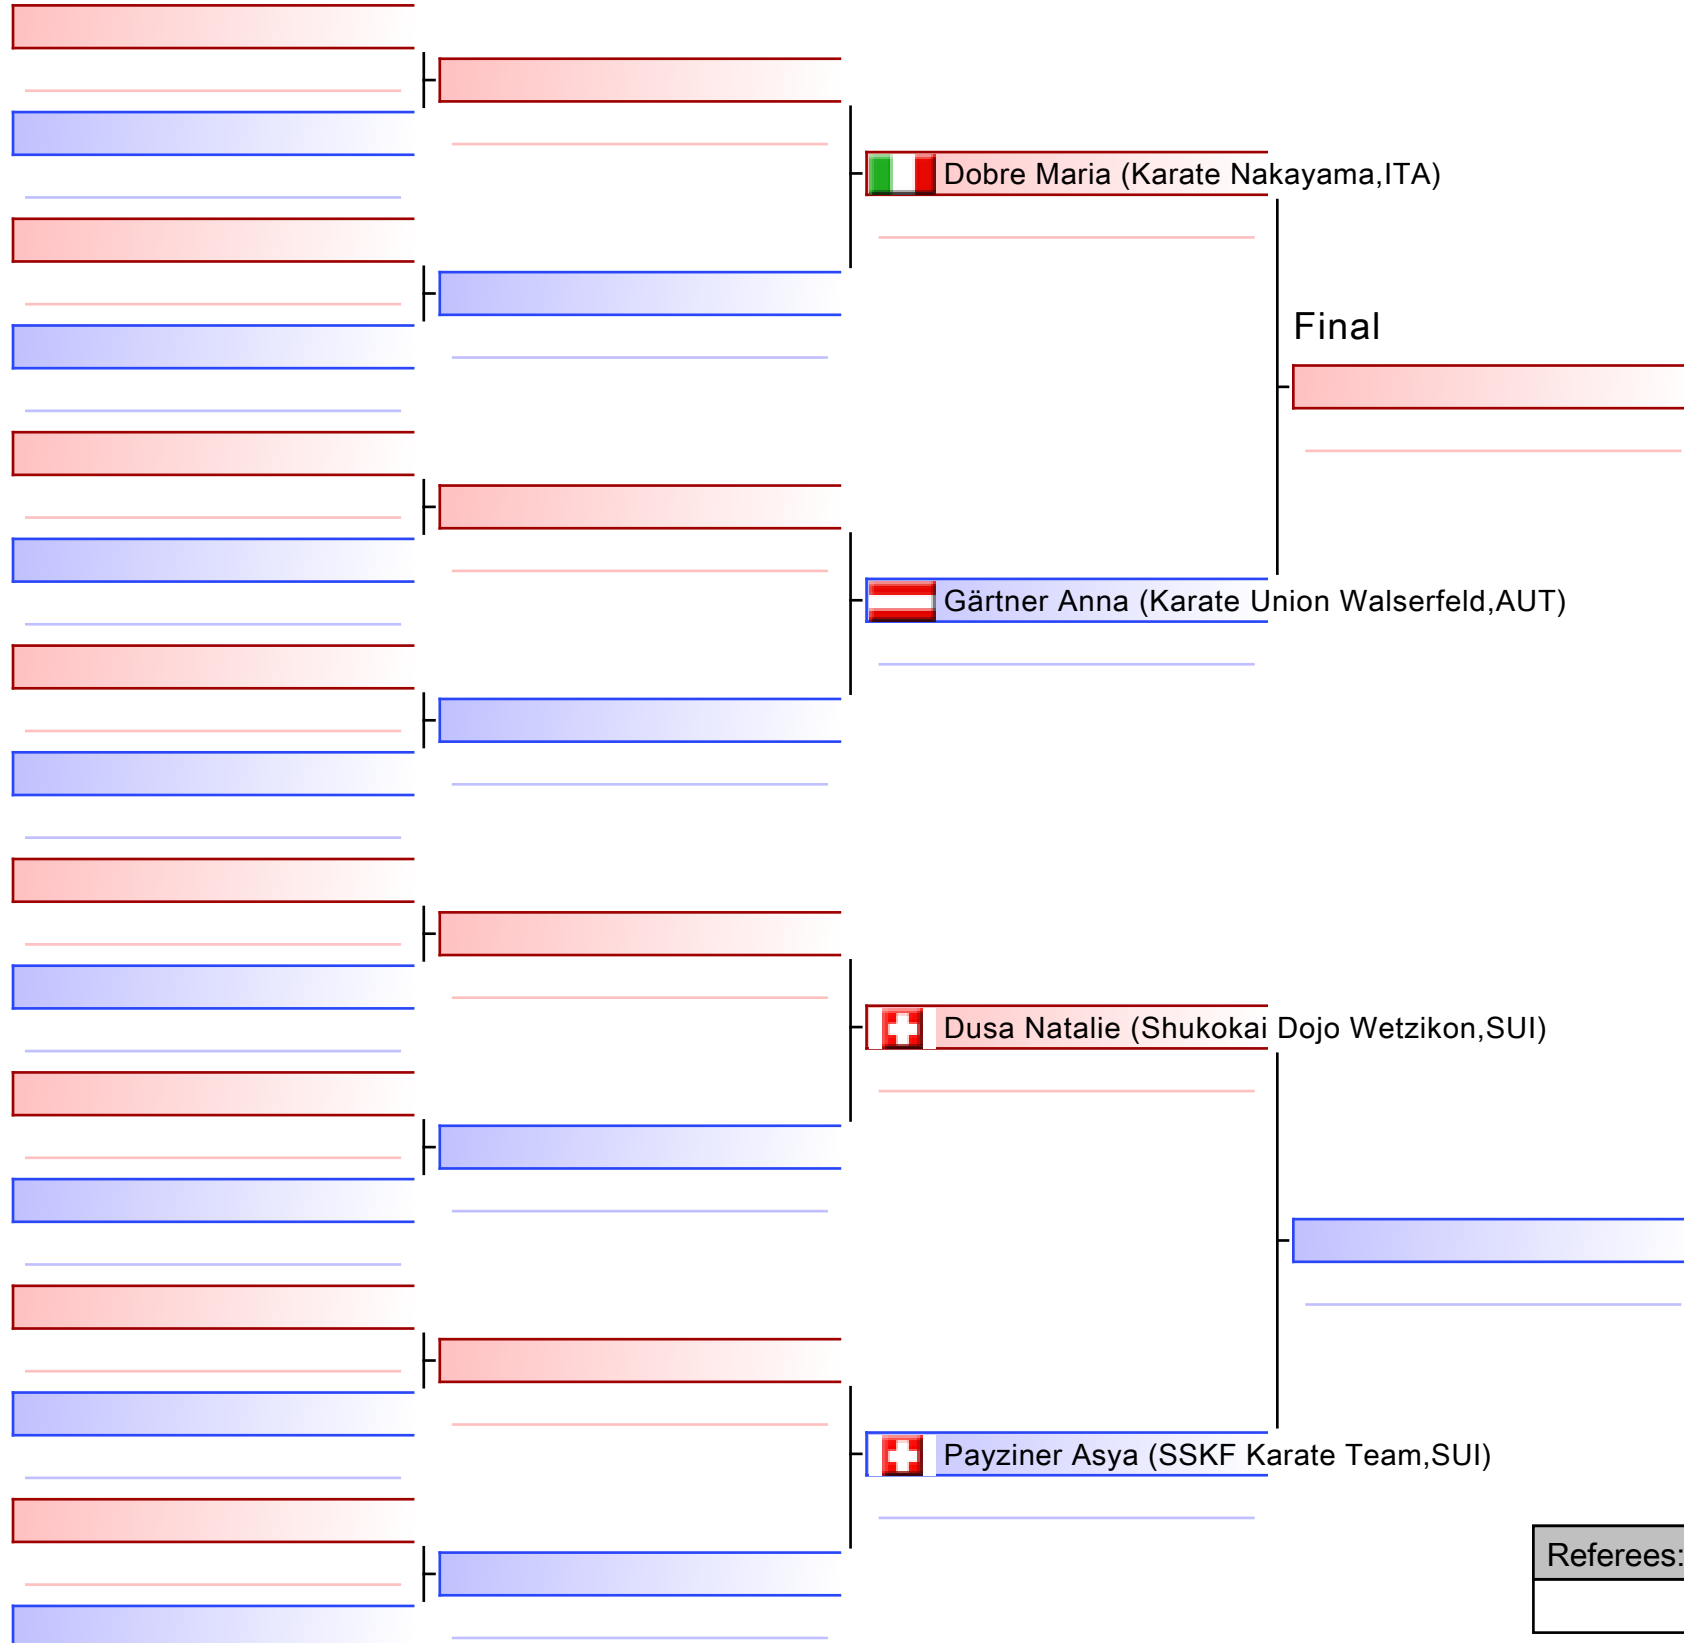 Dobre Maria (Karate Nakayama,ITA)
Final
Gärtner Anna (Karate Union Walserfeld,AUT)
Dusa Natalie (Shukokai Dojo Wetzikon,SUI)
Payziner Asya (SSKF Karate Team,SUI)
Referees: